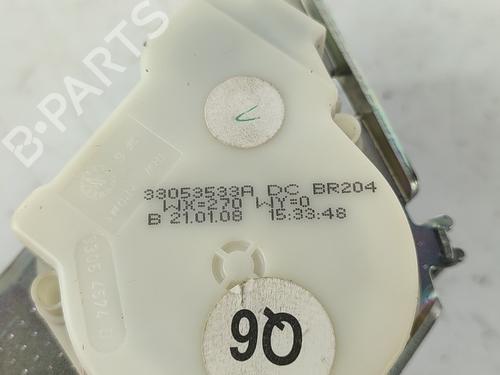 B-PARTS
33053533A DC BR204
WX=270 WY=0
B 21.01.08 15:33:48
90